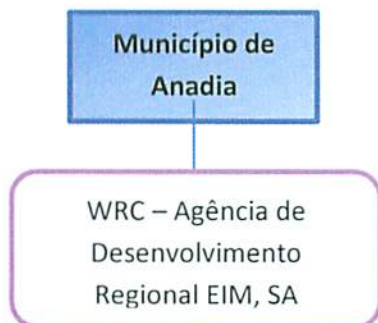 Município de
Anadia
WRC – Agência de
Desenvolvimento
Regional EIM, SA